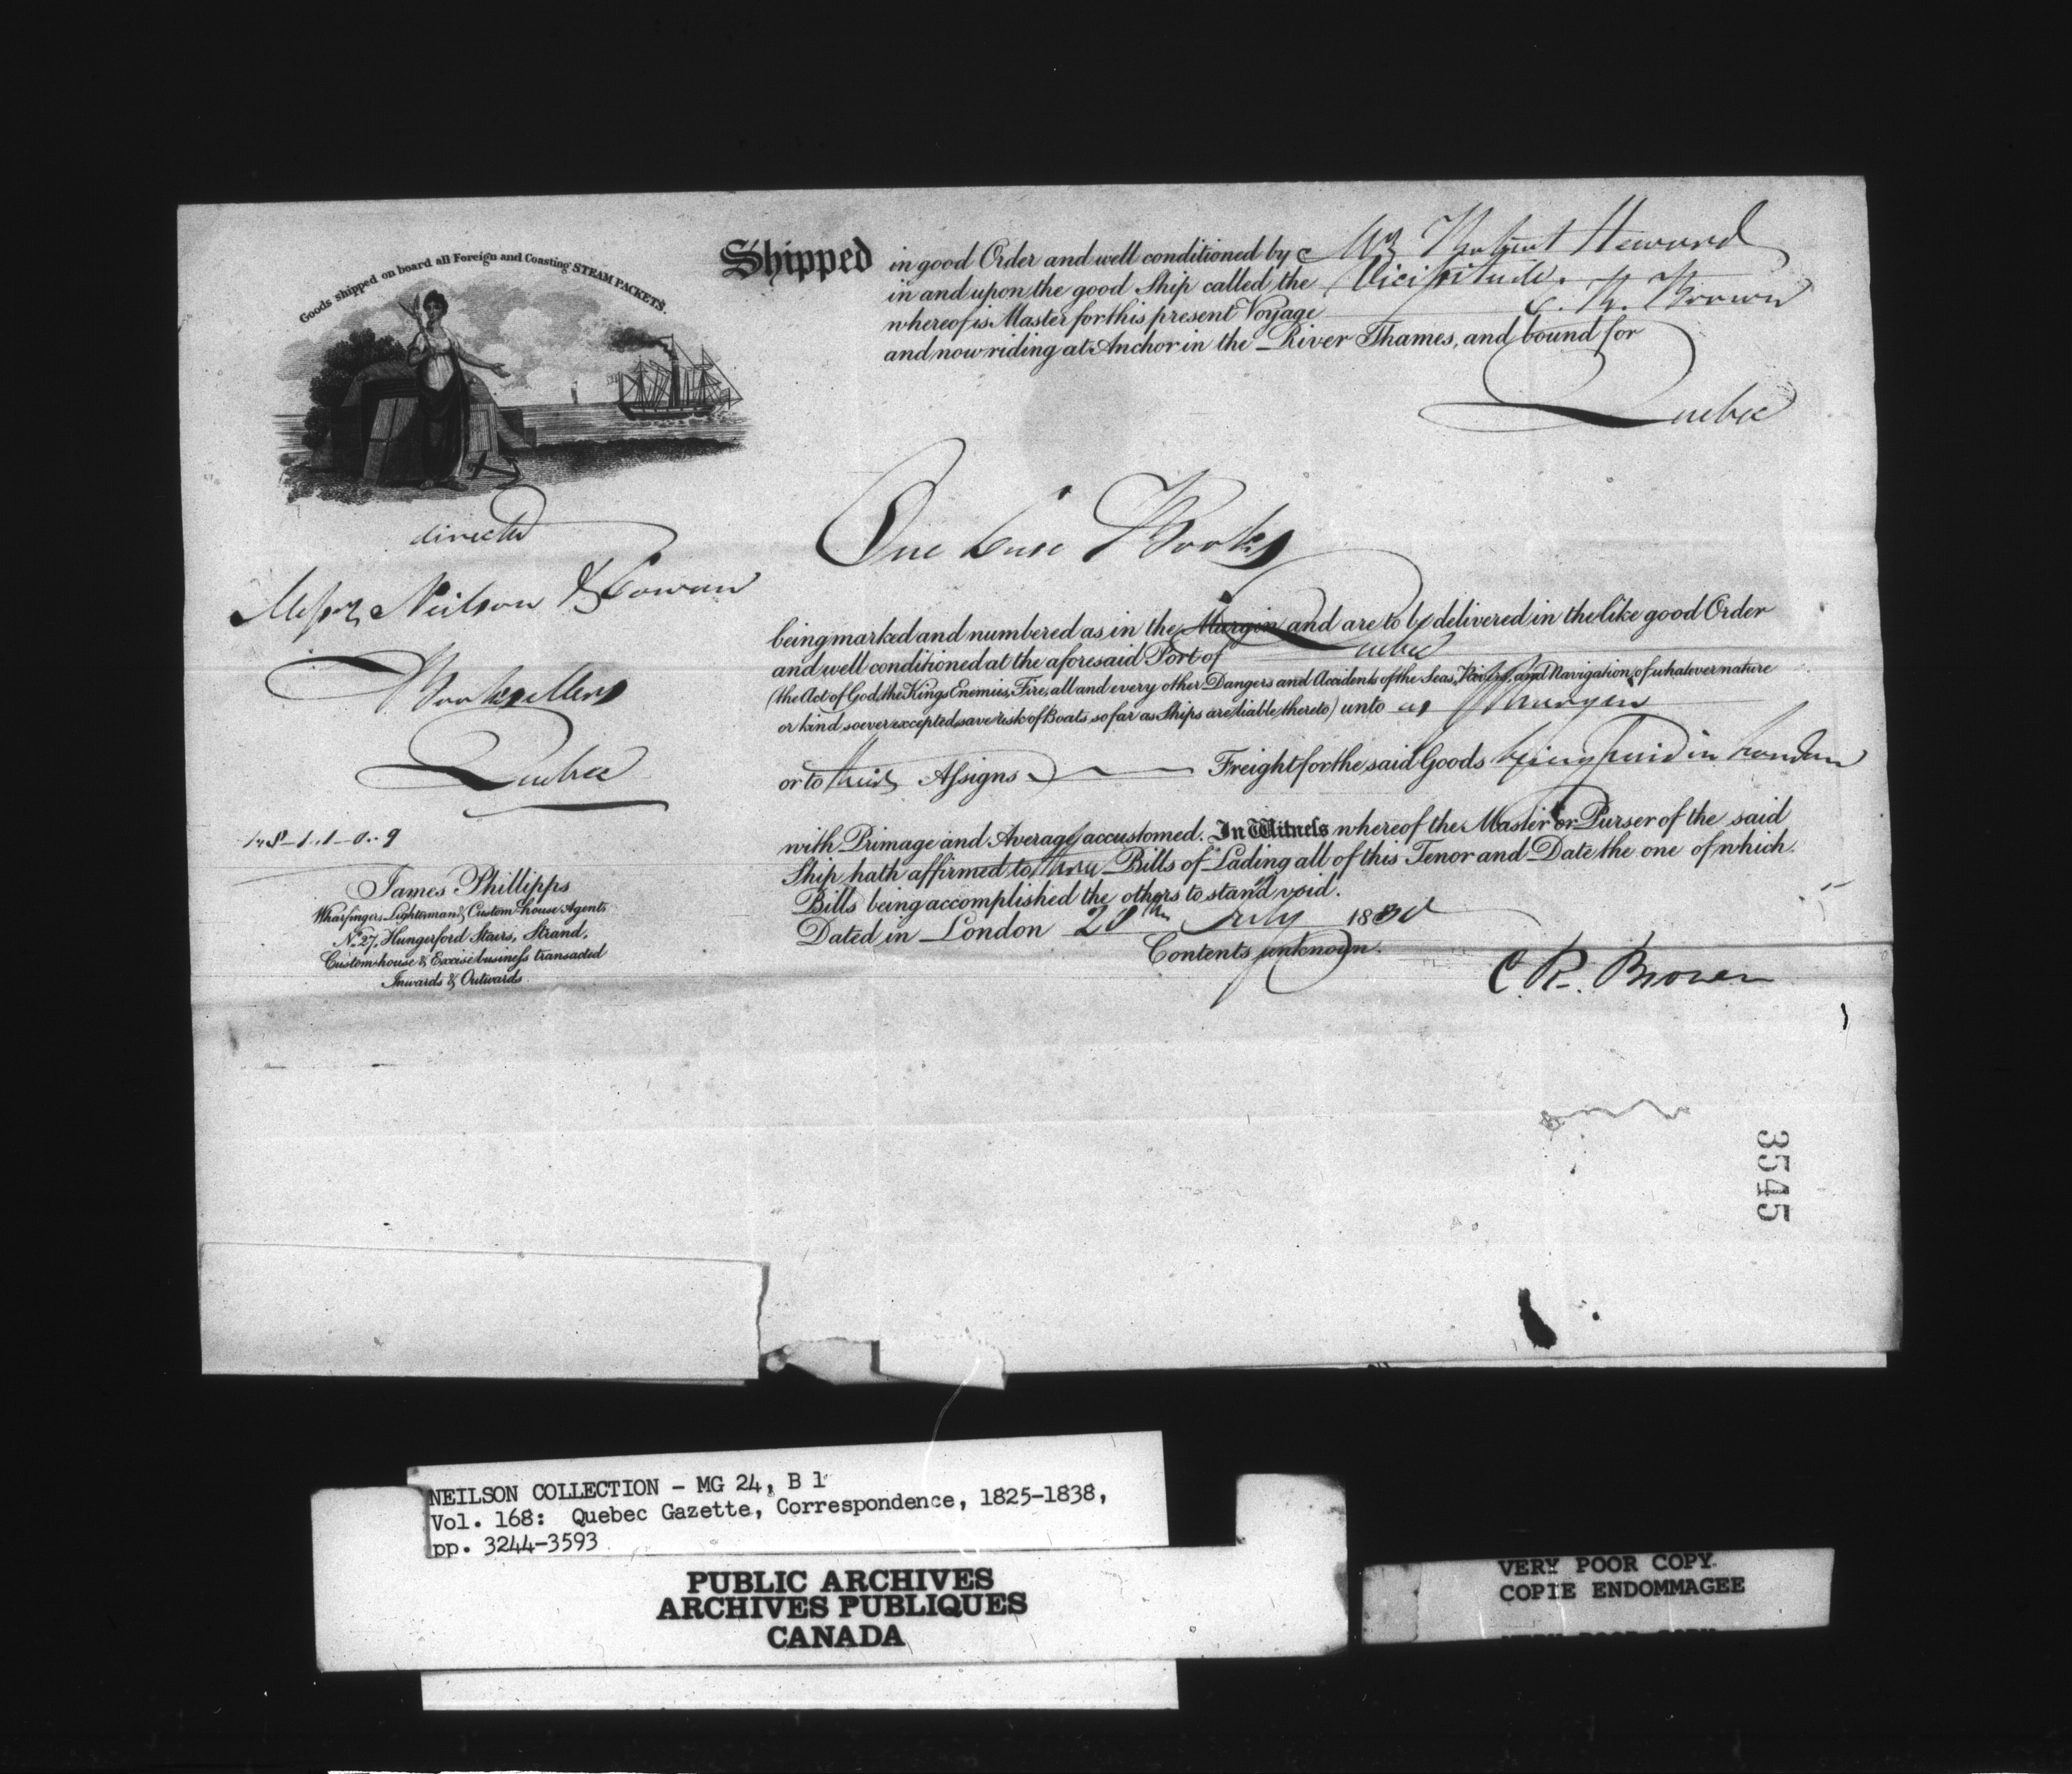 Goods shipped on board all Foreign and Coasting STEAM PACKETS.
Shipped in good Order and well conditioned by Mr Robert Heward
in and upon the good Ship called the Vicissitude.
whereof is Master for this present Voyage C. R. Brown
and now riding at Anchor in the River Thames, and bound for
Quebec
One Case Books
directed
Messrs Neilson & Cowan
Booksellers
Quebec
being marked and numbered as in the Margin and are to be delivered in the like good Order
and well conditioned at the aforesaid Port of Quebec
(the Act of God, the Kings Enemies, Fire, all and every other Dangers and Accidents of the Seas, Rivers, and Navigation, of whatever nature
or kind soever excepted, save risk of Boats, so far as Ships are liable thereto) unto as P Margin
or to their Assigns Freight for the said Goods being paid in London
with Primage and Average accustomed. In Witness whereof the Master or Purser of the said
Ship hath affirmed to three Bills of Lading all of this Tenor and Date the one of which
Bills being accomplished the others to stand void.
Dated in London 20th July 1830
Contents unknown.
C. R. Brown
James Phillipps
Wharfinger, Lighterman & Custom house Agent,
No. 27, Hungerford Stairs, Strand,
Custom house & Excise business transacted
Inwards & Outwards
3545
NEILSON COLLECTION - MG 24, B 1
Vol. 168: Quebec Gazette, Correspondence, 1825-1838,
pp. 3244-3593
PUBLIC ARCHIVES
ARCHIVES PUBLIQUES
CANADA
VERY POOR COPY
COPIE ENDOMMAGEE